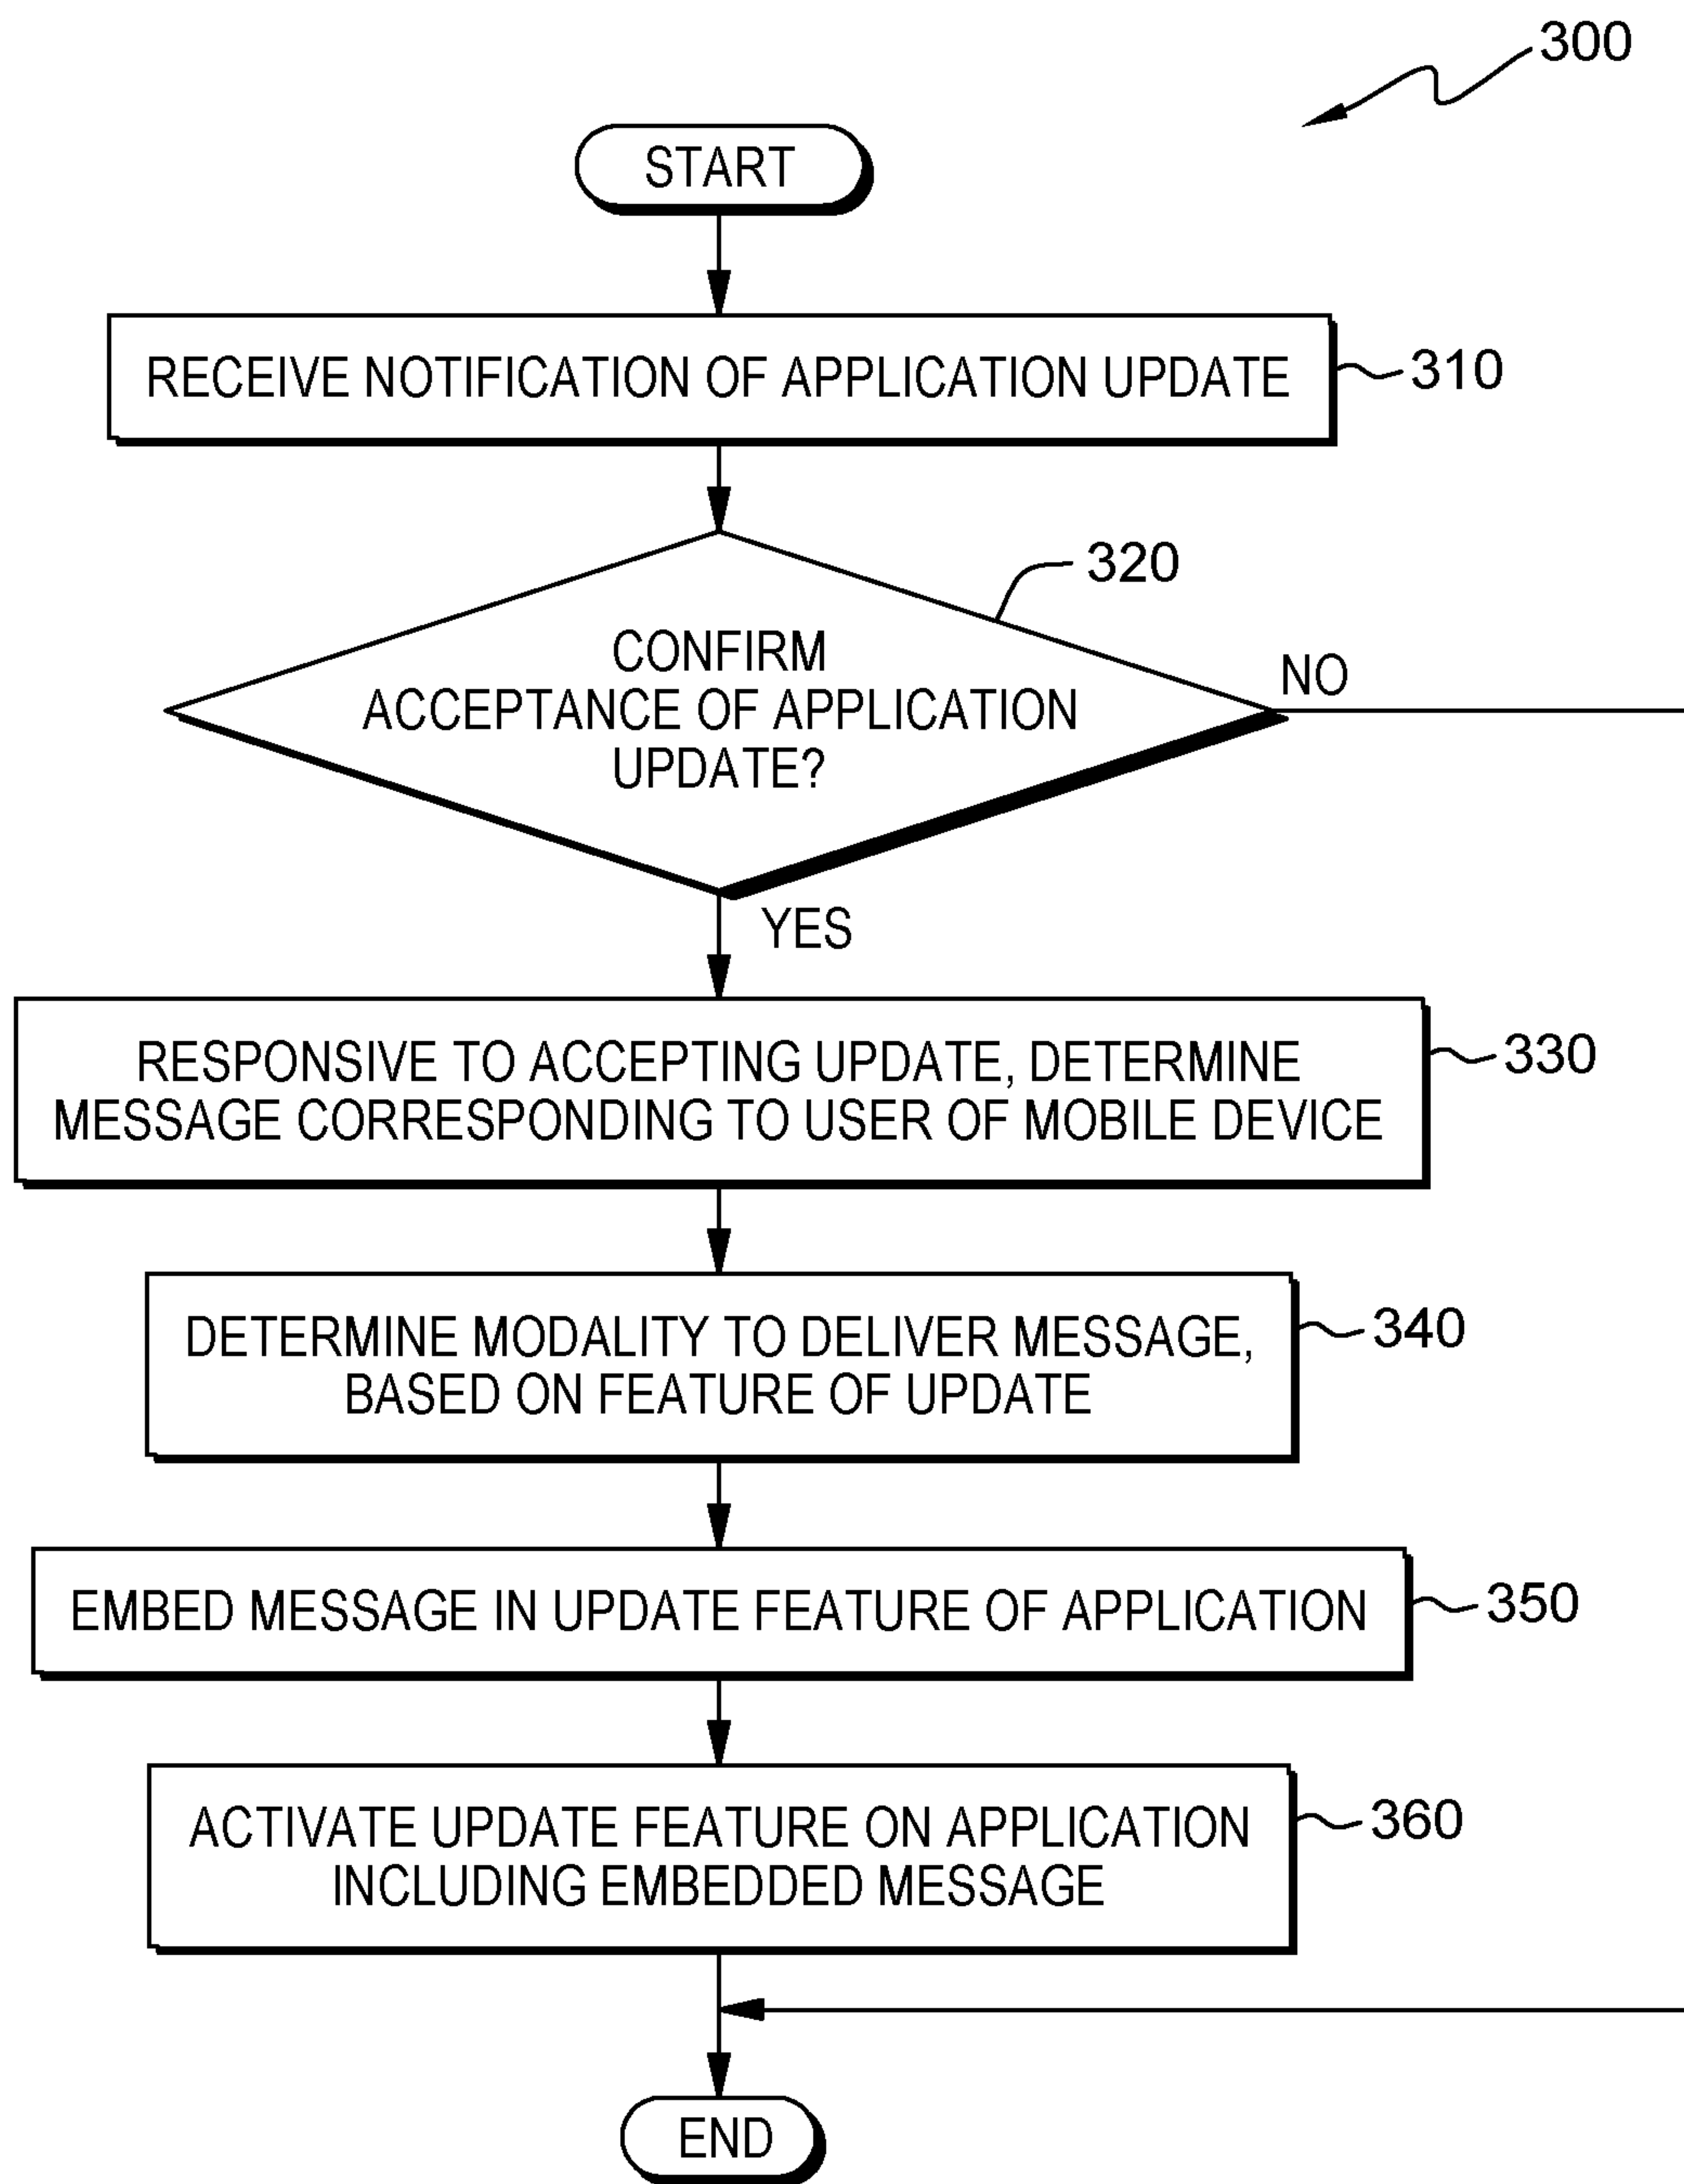 300
START
RECEIVE NOTIFICATION OF APPLICATION UPDATE
310
320
CONFIRM
ACCEPTANCE OF APPLICATION
UPDATE?
NO
YES
RESPONSIVE TO ACCEPTING UPDATE, DETERMINE
MESSAGE CORRESPONDING TO USER OF MOBILE DEVICE
330
DETERMINE MODALITY TO DELIVER MESSAGE,
BASED ON FEATURE OF UPDATE
340
EMBED MESSAGE IN UPDATE FEATURE OF APPLICATION
350
ACTIVATE UPDATE FEATURE ON APPLICATION
INCLUDING EMBEDDED MESSAGE
360
END